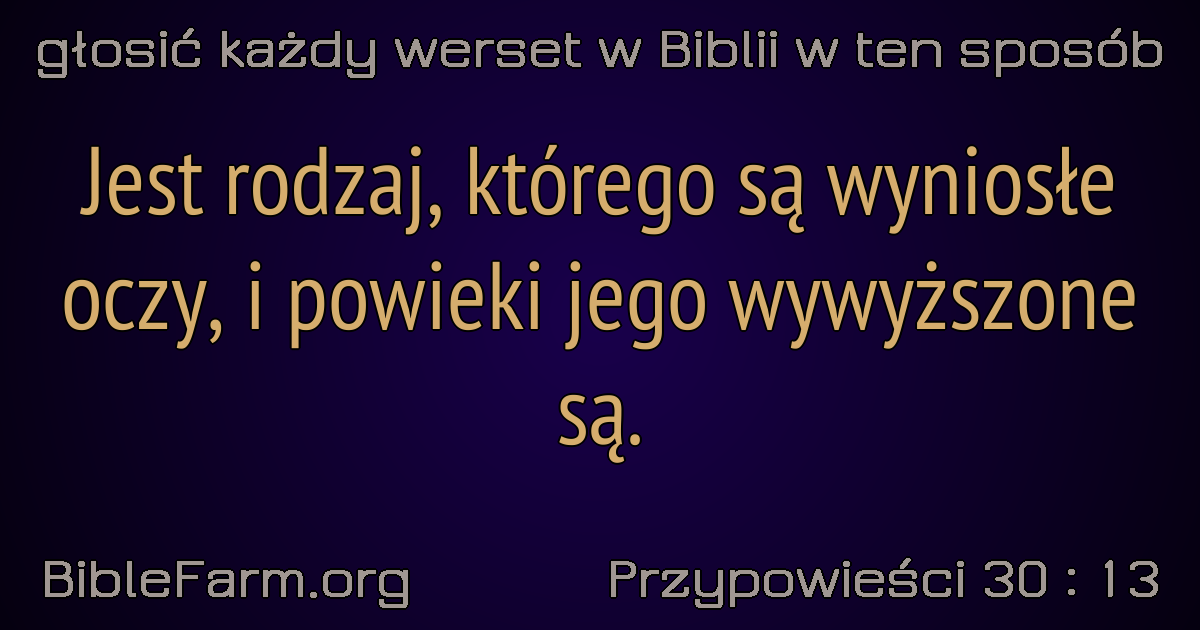 głosić każdy werset w Biblii w ten sposób
Jest rodzaj, którego są wyniosłe
oczy, i powieki jego wywyższone
są.
BibleFarm.org
Przypowieści 30 : 13